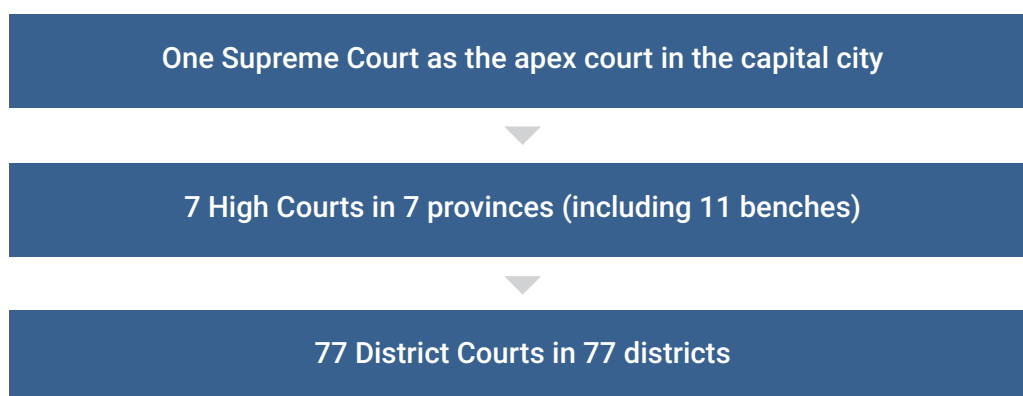 One Supreme Court as the apex court in the capital city
7 High Courts in 7 provinces (including 11 benches)
77 District Courts in 77 districts